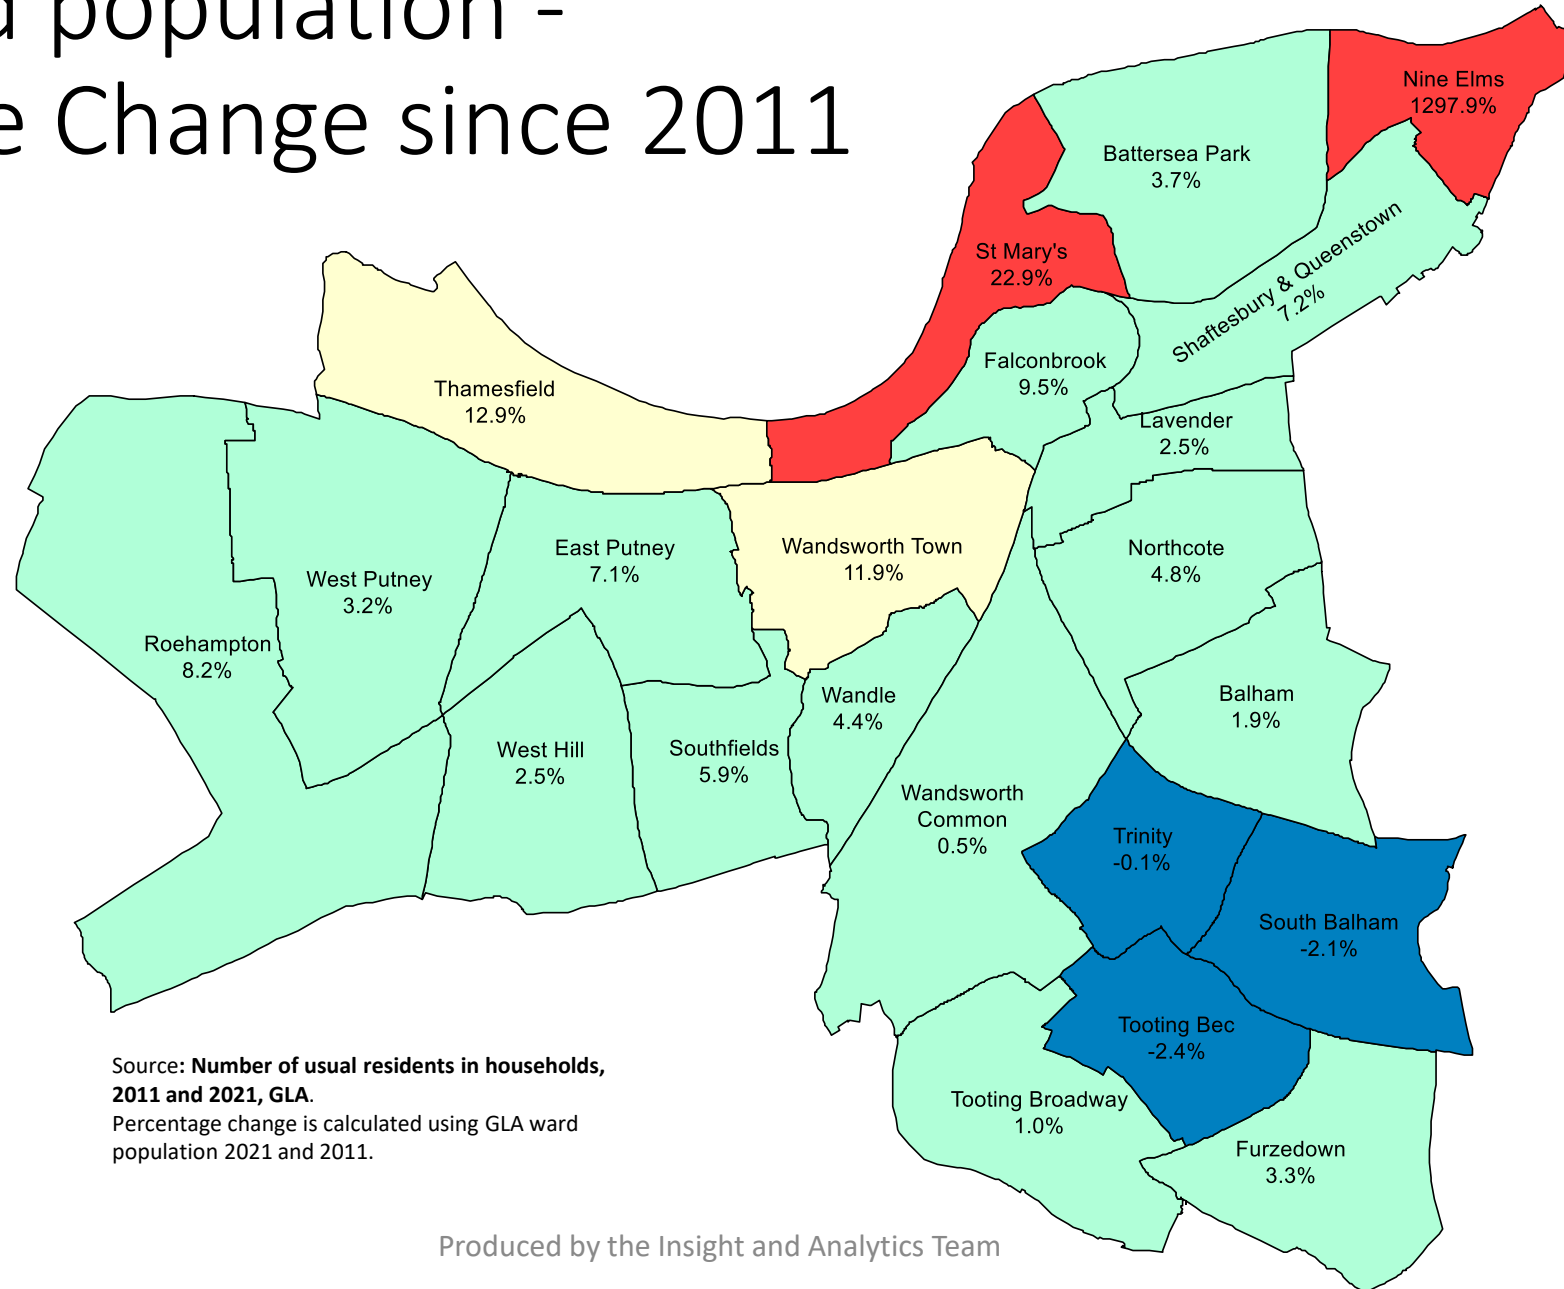 population -
Change since 2011
Nine Elms
1297.9%
Battersea Park
3.7%
St Mary's
22.9%
Shaftesbury & Queenstown
7.2%
Falconbrook
9.5%
Thamesfield
12.9%
Lavender
2.5%
East Putney
7.1%
Wandsworth Town
11.9%
Northcote
4.8%
West Putney
3.2%
Roehampton
8.2%
Wandle
4.4%
Balham
1.9%
West Hill
2.5%
Southfields
5.9%
Wandsworth
Common
0.5%
Trinity
-0.1%
South Balham
-2.1%
Tooting Bec
-2.4%
Tooting Broadway
1.0%
Furzedown
3.3%
Source: Number of usual residents in households,
2011 and 2021, GLA.
Percentage change is calculated using GLA ward
population 2021 and 2011.
Produced by the Insight and Analytics Team